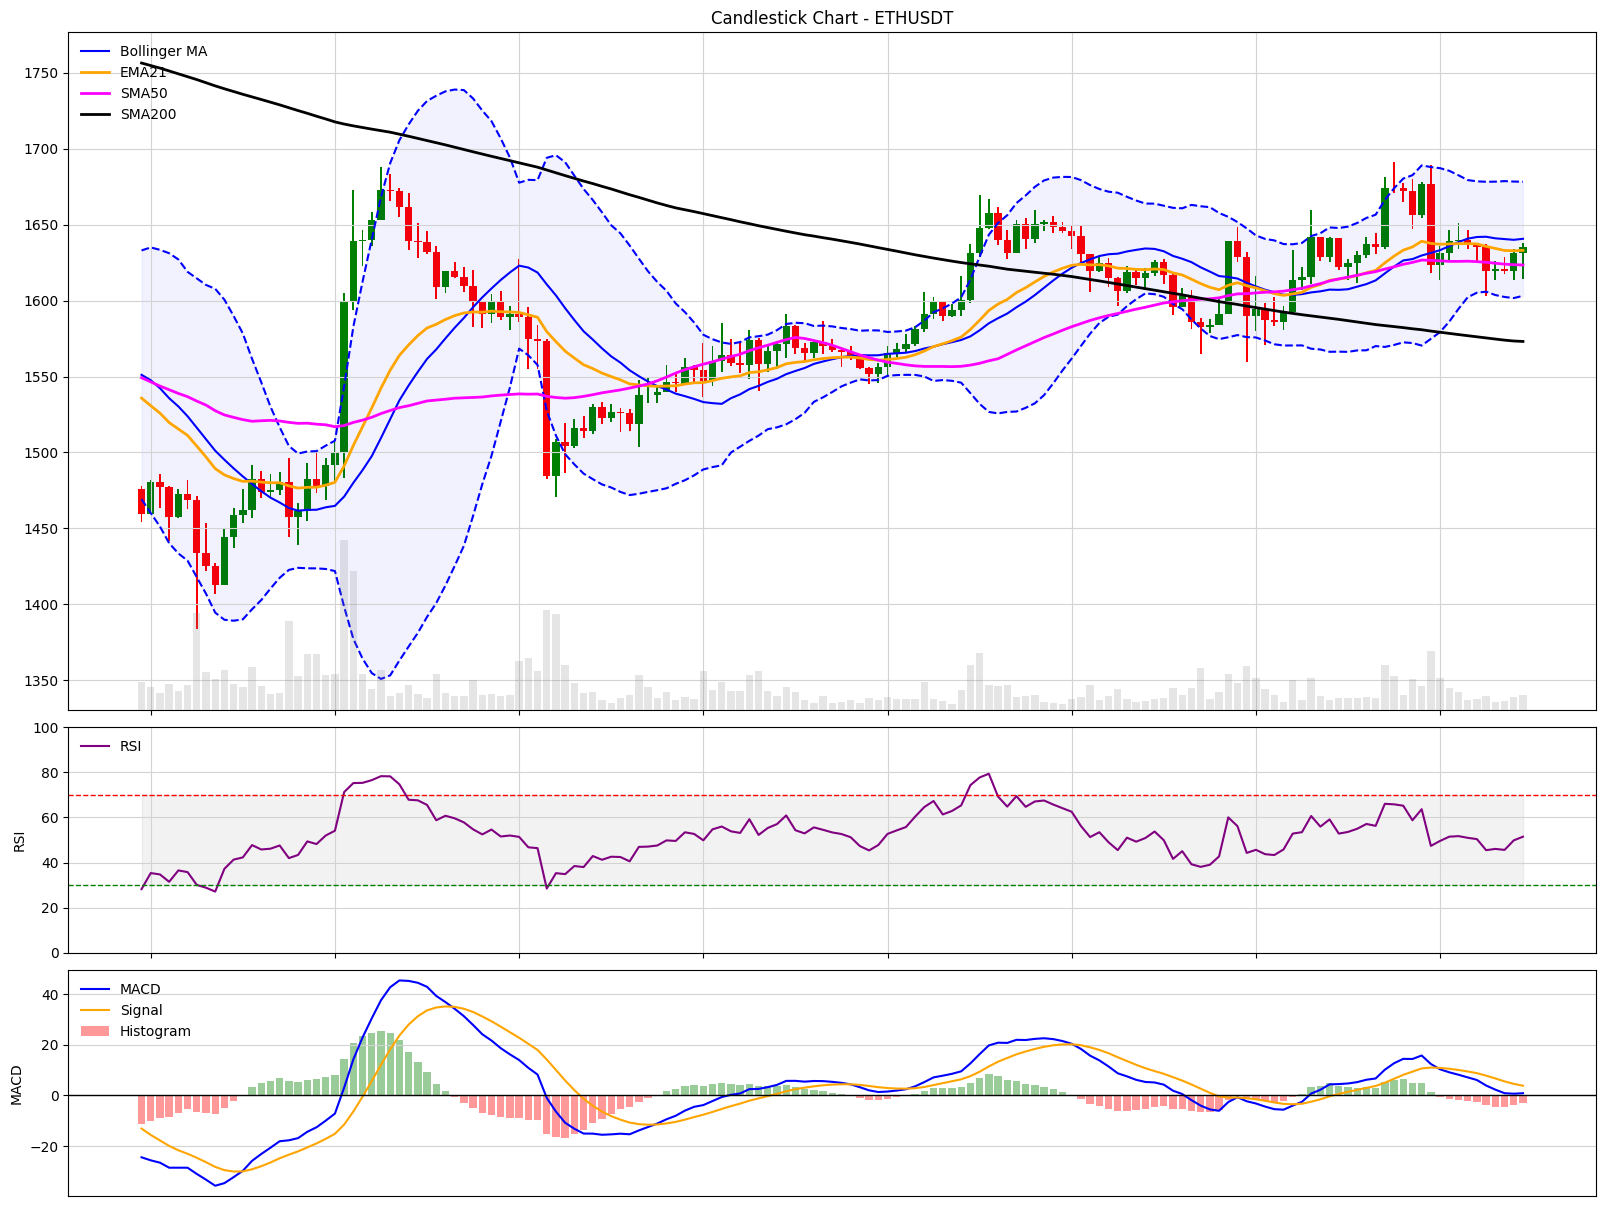 Candlestick Chart - ETHUSDT
Bollinger MA
EMA21
SMA50
SMA200
1750
1700
1650
1600
1550
1500
1450
1400
1350
RSI
100
80
60
40
20
0
RSI
MACD
Signal
Histogram
40
20
0
−20
MACD